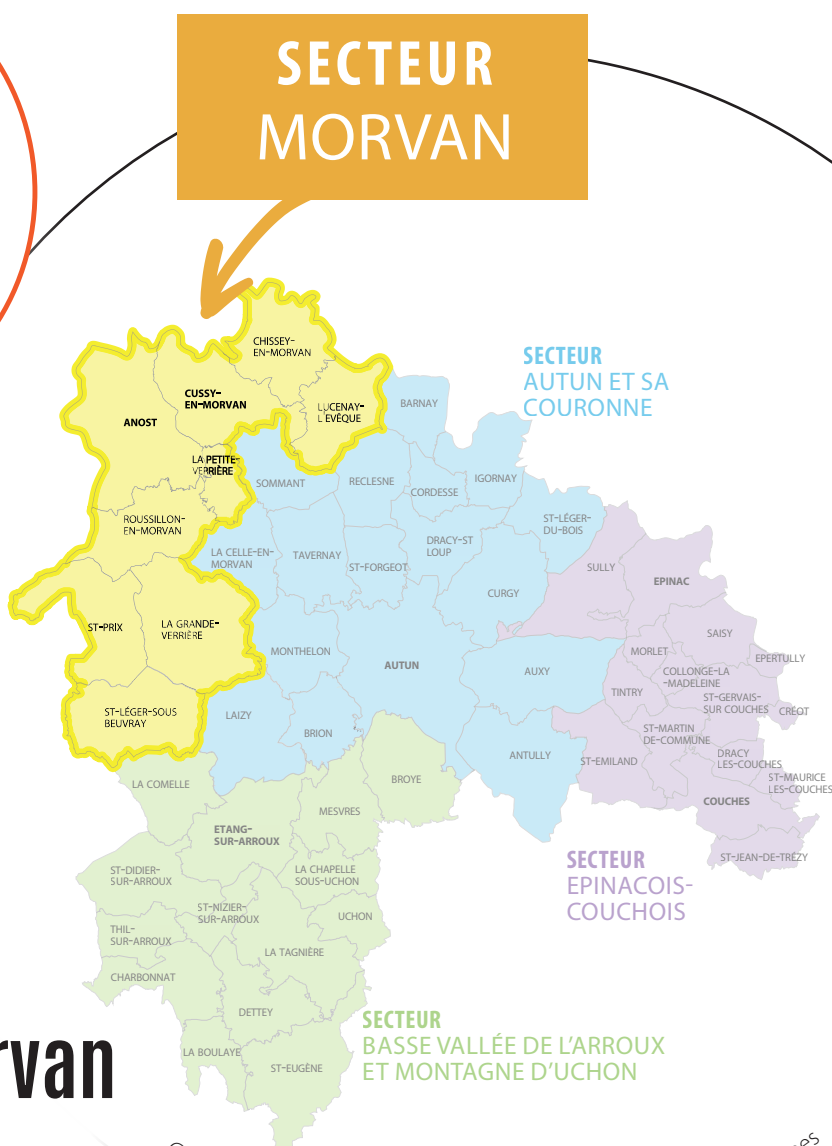 SECTEUR
MORVAN
CHISSEY-
EN-MORVAN
SECTEUR
AUTUN ET SA
COURONNE
CUSSY-
EN-MORVAN
LUCENAY-
L'EVÊQUE
BARNAY
ANOST
LA PETITE-
VERRIÈRE
SOMMANT
RECLESNE
CORDESSE
IGORNAY
ROUSSILLON-
EN-MORVAN
ST-LÉGER-
DU-BOIS
LA CELLE-EN-
MORVAN
TAVERNAY
ST-FORGEOT
DRACY-ST
LOUP
SULLY
EPINAC
CURGY
ST-PRIX
LA GRANDE-
VERRIÈRE
SAISY
MONTHELON
AUTUN
AUXY
MORLET
EPERTULLY
COLLONGE-LA
-MADELEINE
TINTRY
ST-GERVAIS-
SUR COUCHES
CRÉOT
ST-LÉGER-SOUS
BEUVRAY
LAIZY
BRION
ST-MARTIN
DE-COMMUNE
ANTULLY
ST-EMILAND
DRACY
LES-COUCHES
ST-MAURICE
LES-COUCHES
LA COMELLE
BROYE
COUCHES
MESVRES
ETANG-
SUR-ARROUX
ST-JEAN-DE-TRÉZY
SECTEUR
EPINACOIS-
COUCHOIS
ST-DIDIER-
SUR-ARROUX
LA CHAPELLE
SOUS-UCHON
ST-NIZIER-
SUR-ARROUX
UCHON
THIL-
SUR-ARROUX
LA TAGNIÈRE
CHARBONNAT
DETTEY
SECTEUR
BASSE VALLÉE DE L'ARROUX
ET MONTAGNE D'UCHON
LA BOULAYE
ST-EUGÈNE
rvan
es